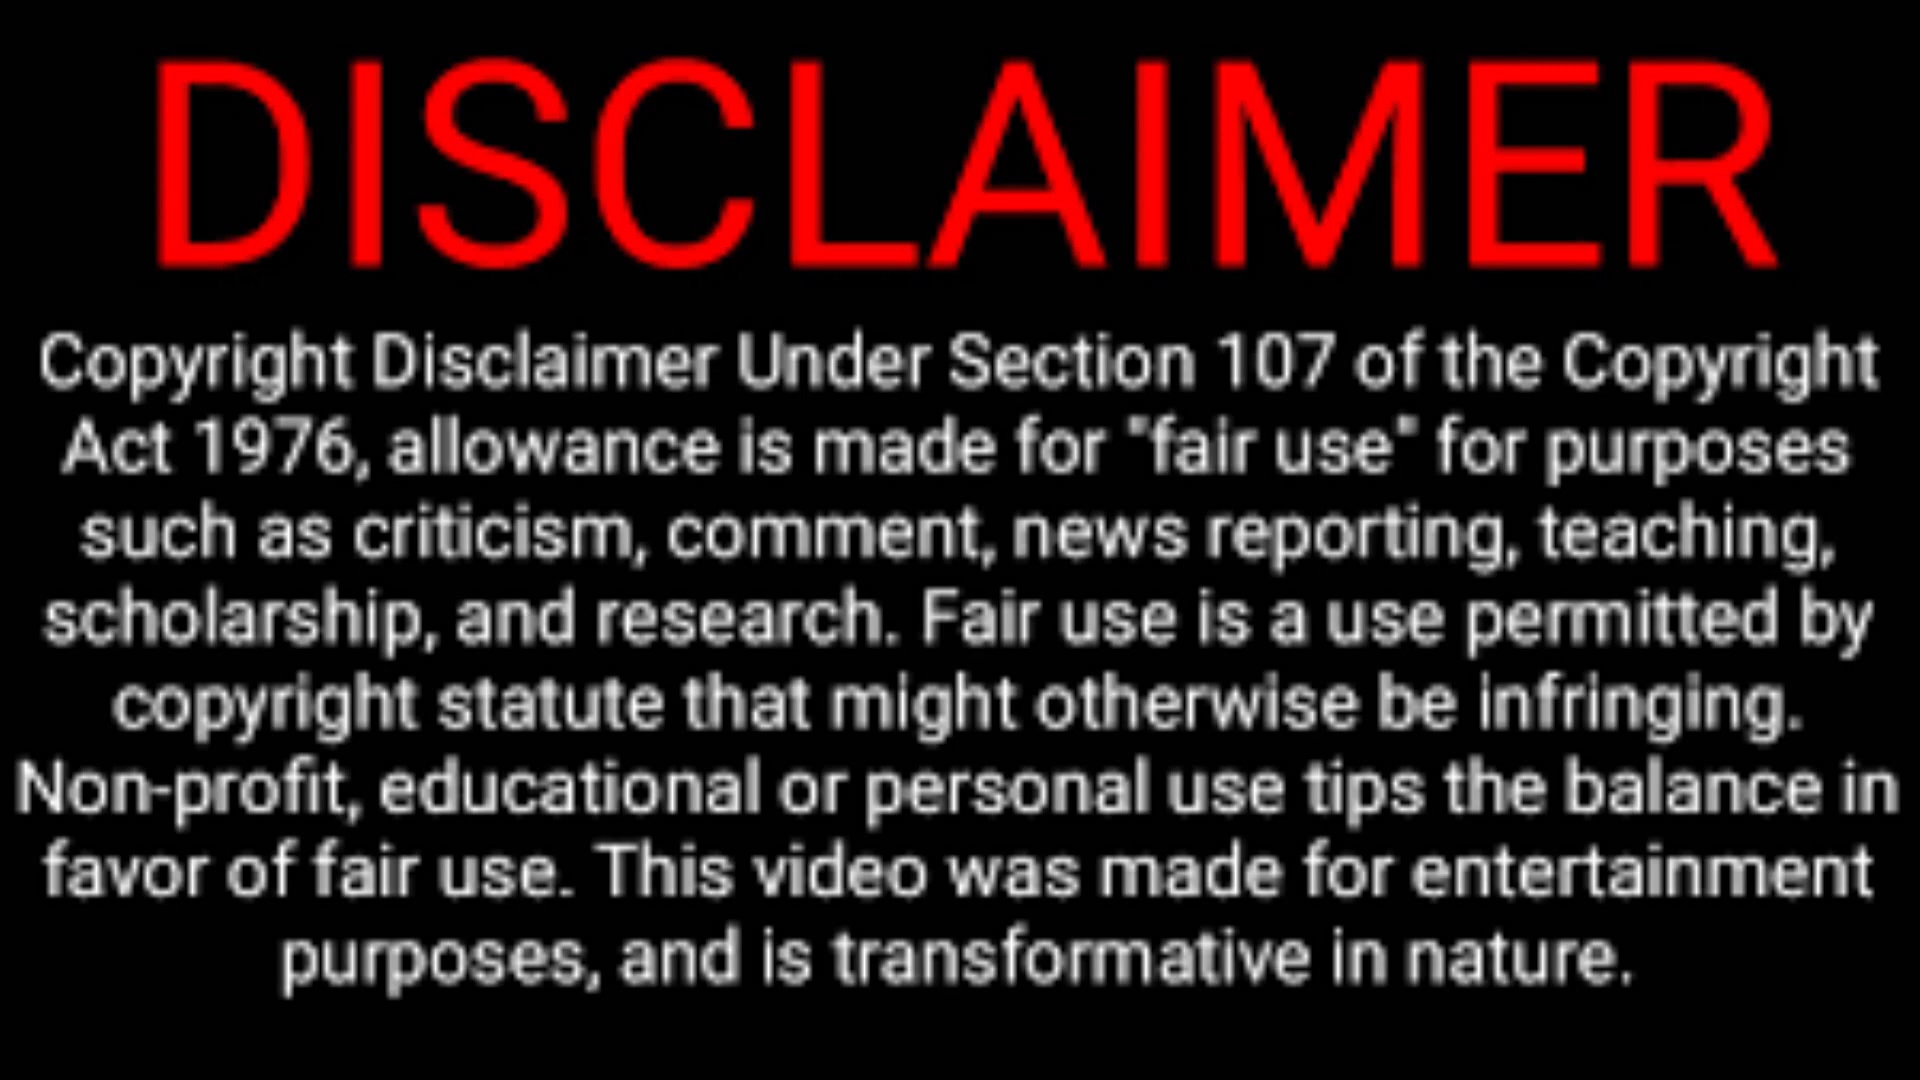 DISCLAIMER
Copyright Disclaimer Under Section 107 of the Copyright
Act 1976, allowance is made for "fair use" for purposes
such as criticism, comment, news reporting, teaching,
scholarship, and research. Fair use is a use permitted by
copyright statute that might otherwise be infringing.
Non-profit, educational or personal use tips the balance in
favor of fair use. This video was made for entertainment
purposes, and is transformative in nature.